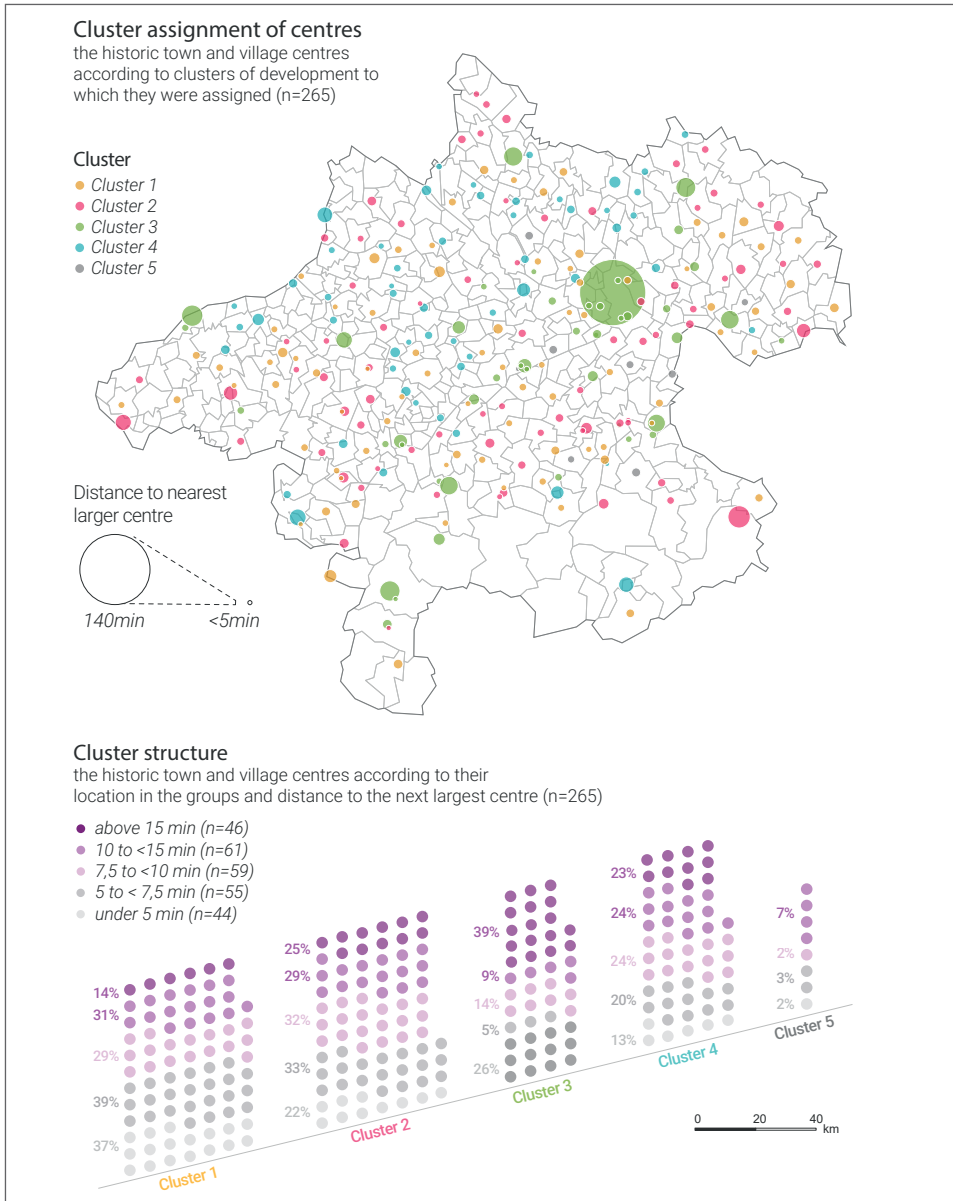 Cluster assignment of centres
the historic town and village centres
according to clusters of development to
which they were assigned (n=265)
Cluster
Cluster 1
Cluster 2
Cluster 3
Cluster 4
Cluster 5
Distance to nearest
larger centre
140min
<5min
Cluster structure
the historic town and village centres according to their
location in the groups and distance to the next largest centre (n=265)
above 15 min (n=46)
10 to <15 min (n=61)
7,5 to <10 min (n=59)
5 to < 7,5 min (n=55)
under 5 min (n=44)
14%
31%
29%
39%
37%
Cluster 1
25%
29%
32%
33%
22%
Cluster 2
39%
9%
14%
5%
26%
Cluster 3
23%
24%
24%
20%
13%
Cluster 4
7%
2%
3%
2%
Cluster 5
0 20 40
km